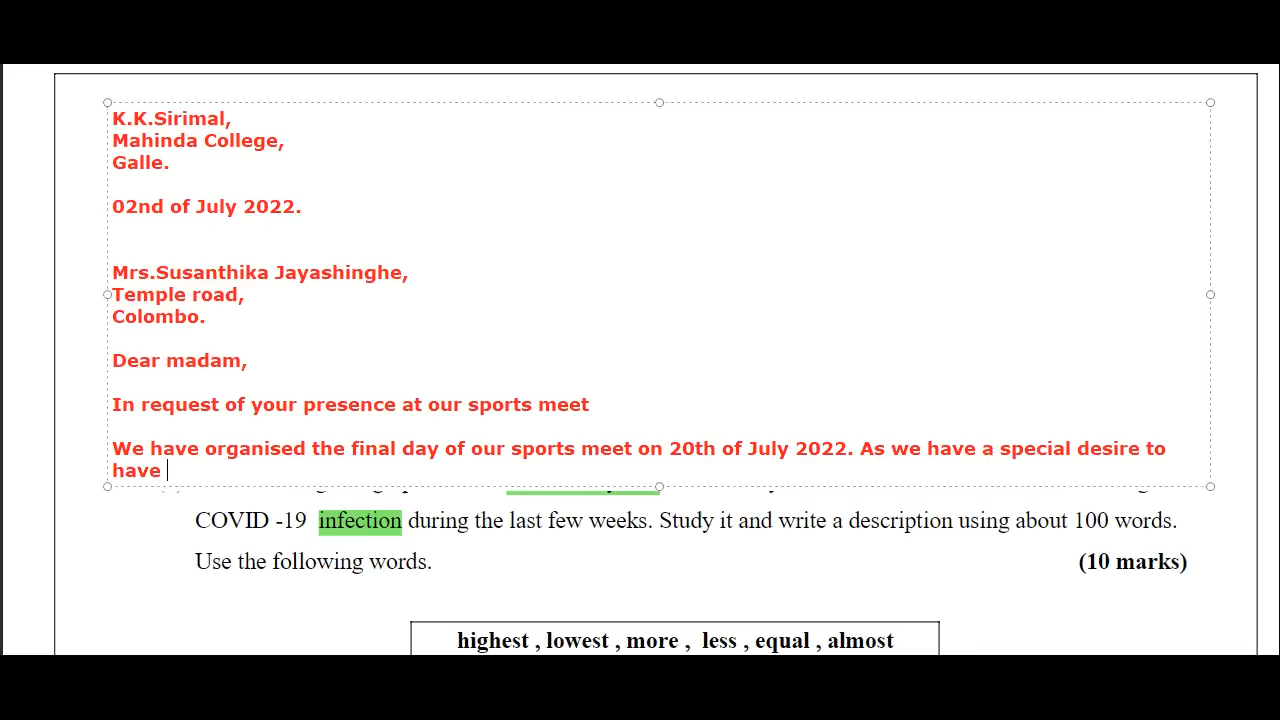 K.K.Sirimal,
Mahinda College,
Galle.
02nd of July 2022.
Mrs.Susanthika Jayashinghe,
Temple road,
Colombo.
Dear madam,
In request of your presence at our sports meet
We have organised the final day of our sports meet on 20th of July 2022. As we have a special desire to
have
COVID -19 infection during the last few weeks. Study it and write a description using about 100 words.
Use the following words. (10 marks)
highest , lowest , more , less , equal , almost